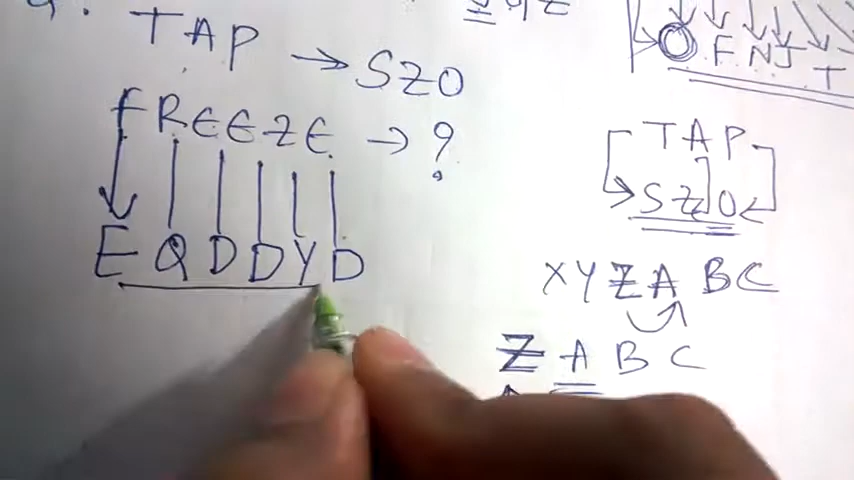 TAP → SZO
FREEZE → ?
EQDDYD
OFNJT
TAP
SZO
XYZABC
ZABC